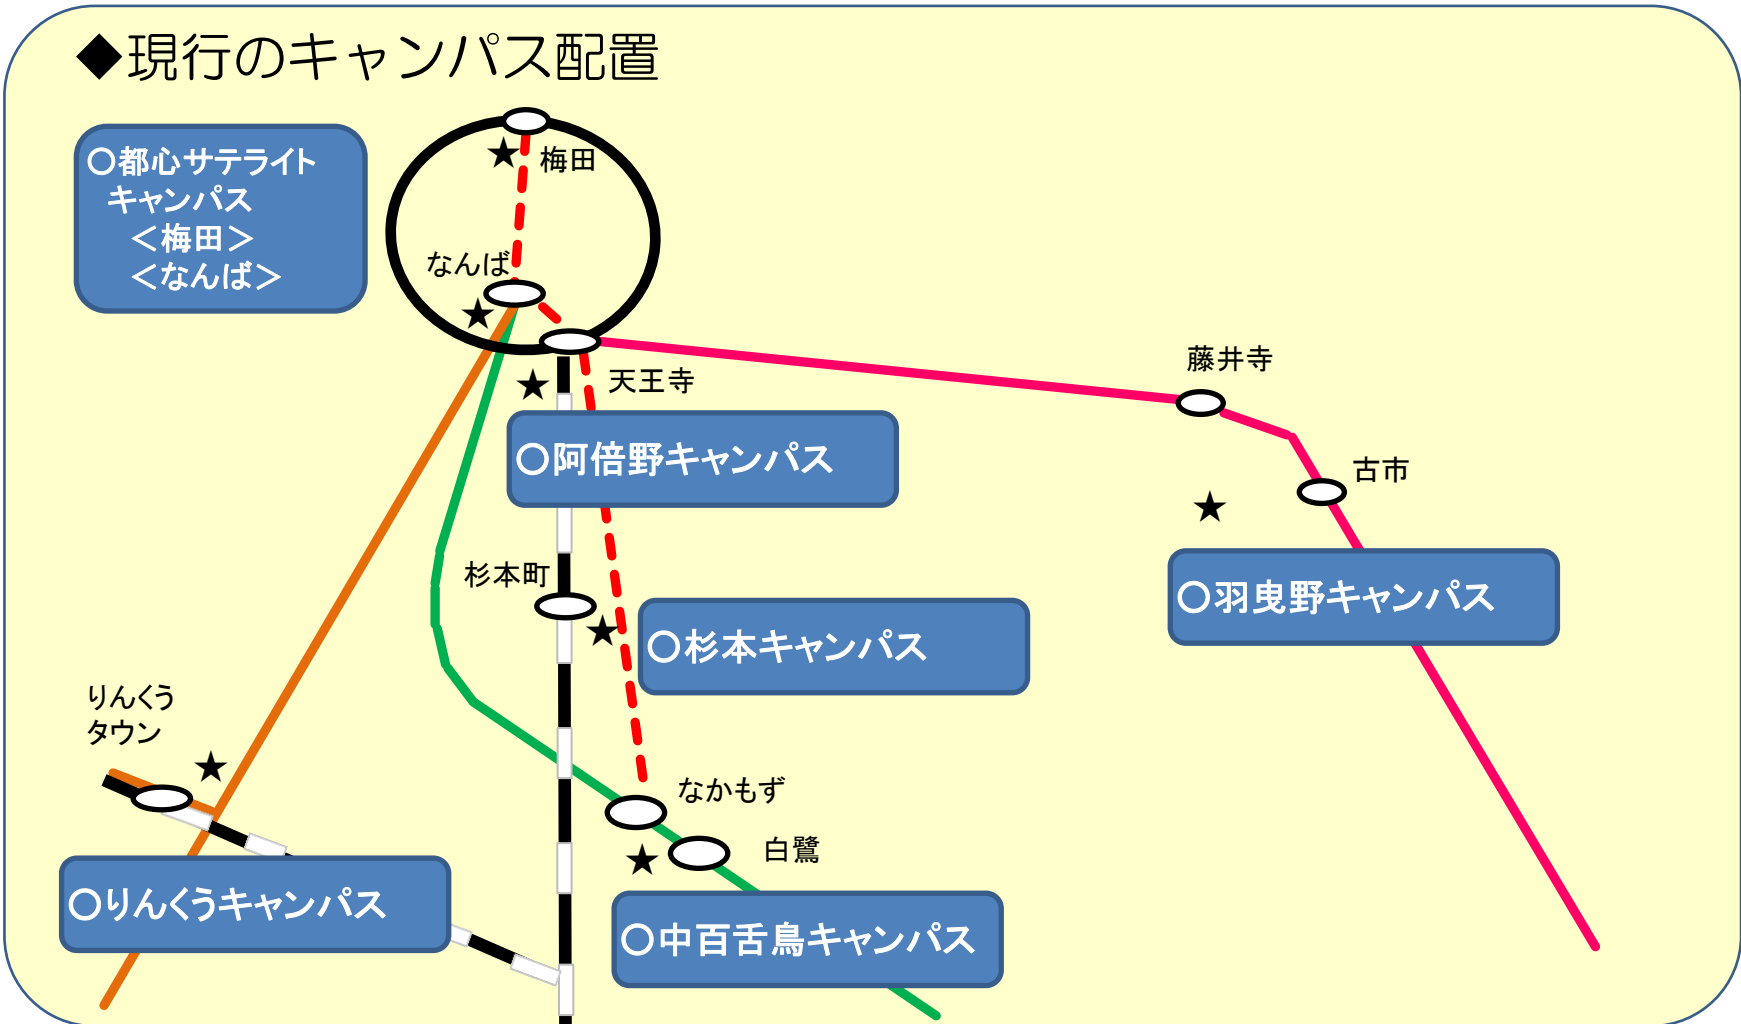 ◆現行のキャンパス配置
○都心サテライト
キャンパス
＜梅田＞
＜なんば＞
梅田
なんば
天王寺
藤井寺
○阿倍野キャンパス
古市
杉本町
○羽曳野キャンパス
○杉本キャンパス
りんくう
タウン
なかもず
白鷺
○りんくうキャンパス
○中百舌鳥キャンパス